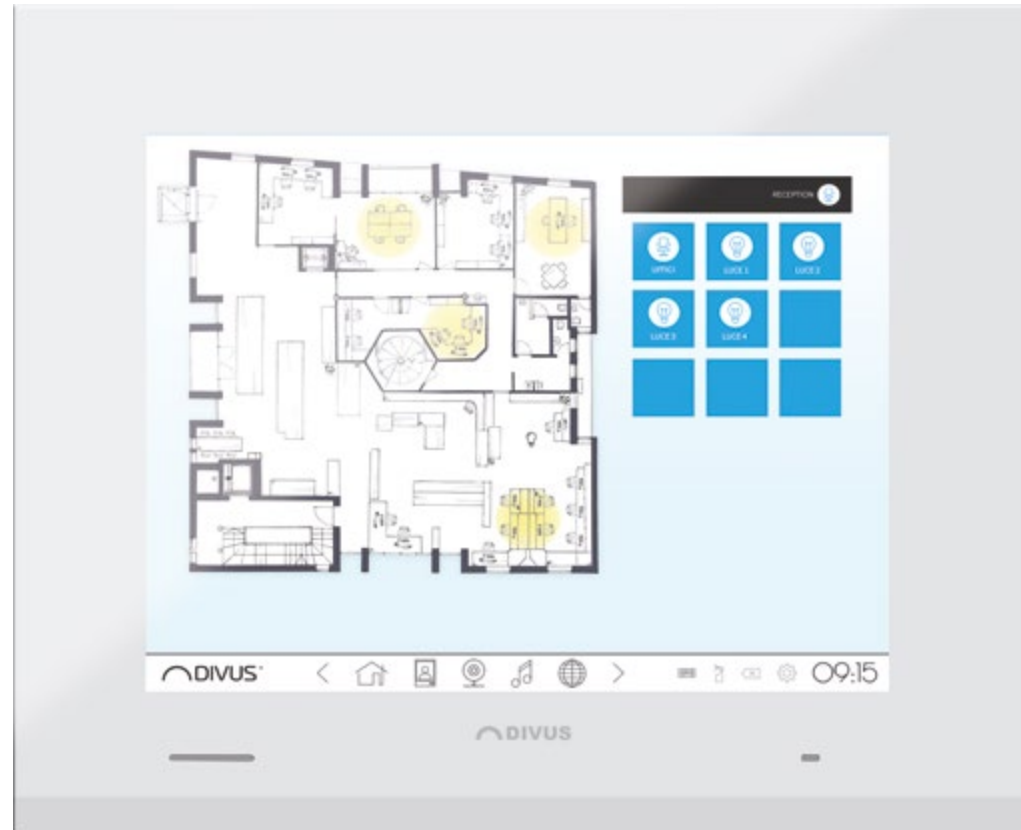 RECEPTION
UFFICI
LUCE 1
LUCE 2
LUCE 3
LUCE 4
DIVUS
09:15
DIVUS